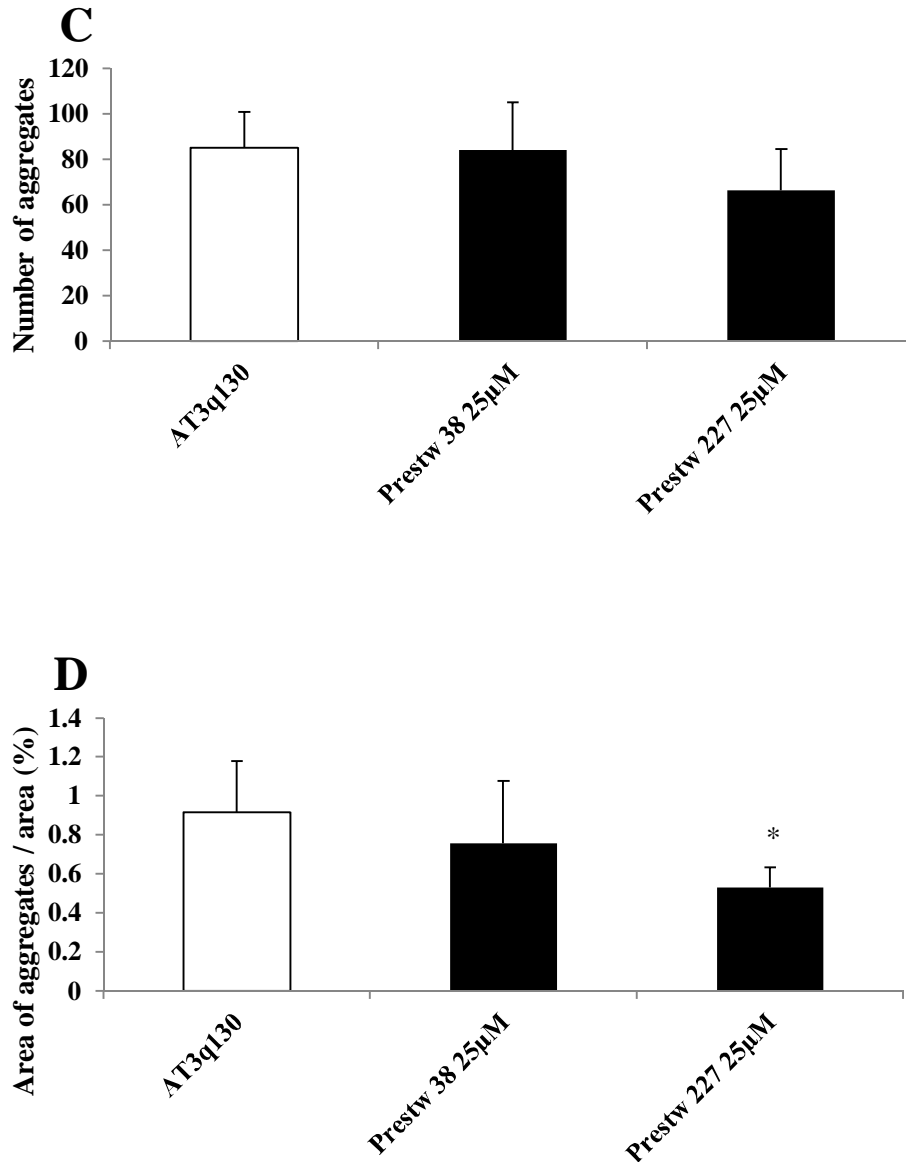 C
Number of aggregates
120
100
80
60
40
20
0
AT3q130
Prestw 38 25µM
Prestw 227 25µM
D
Area of aggregates / area (%)
1.4
1.2
1
0.8
0.6
0.4
0.2
0
*
AT3q130
Prestw 38 25µM
Prestw 227 25µM